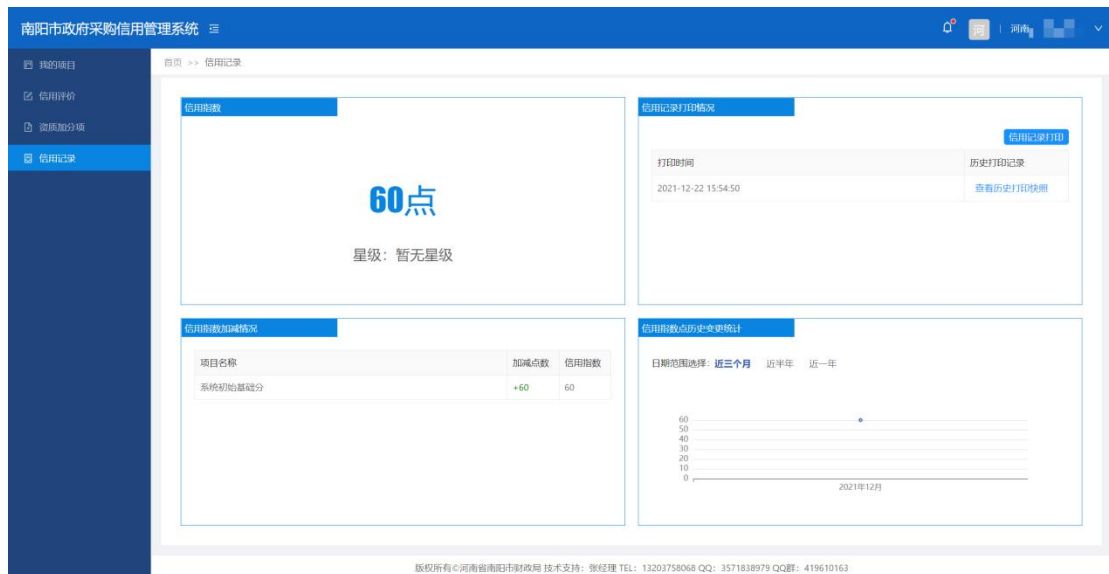 南阳市政府采购信用管理系统
河 | 河南
我的项目
信用评价
资质加分项
信用记录
首页 >> 信用记录
信用指数
60点
星级：暂无星级
信用记录打印情况
信用记录打印
打印时间 历史打印记录
2021-12-22 15:54:50 查看历史打印快照
信用指数加减情况
项目名称 加减点数 信用指数
系统初始基础分 +60 60
信用指数点历史变更统计
日期范围选择：近三个月 近半年 近一年
60
50
40
30
20
10
0
2021年12月
版权所有©河南省南阳市财政局 技术支持：张经理 TEL：13203758068 QQ：3571838979 QQ群：419610163